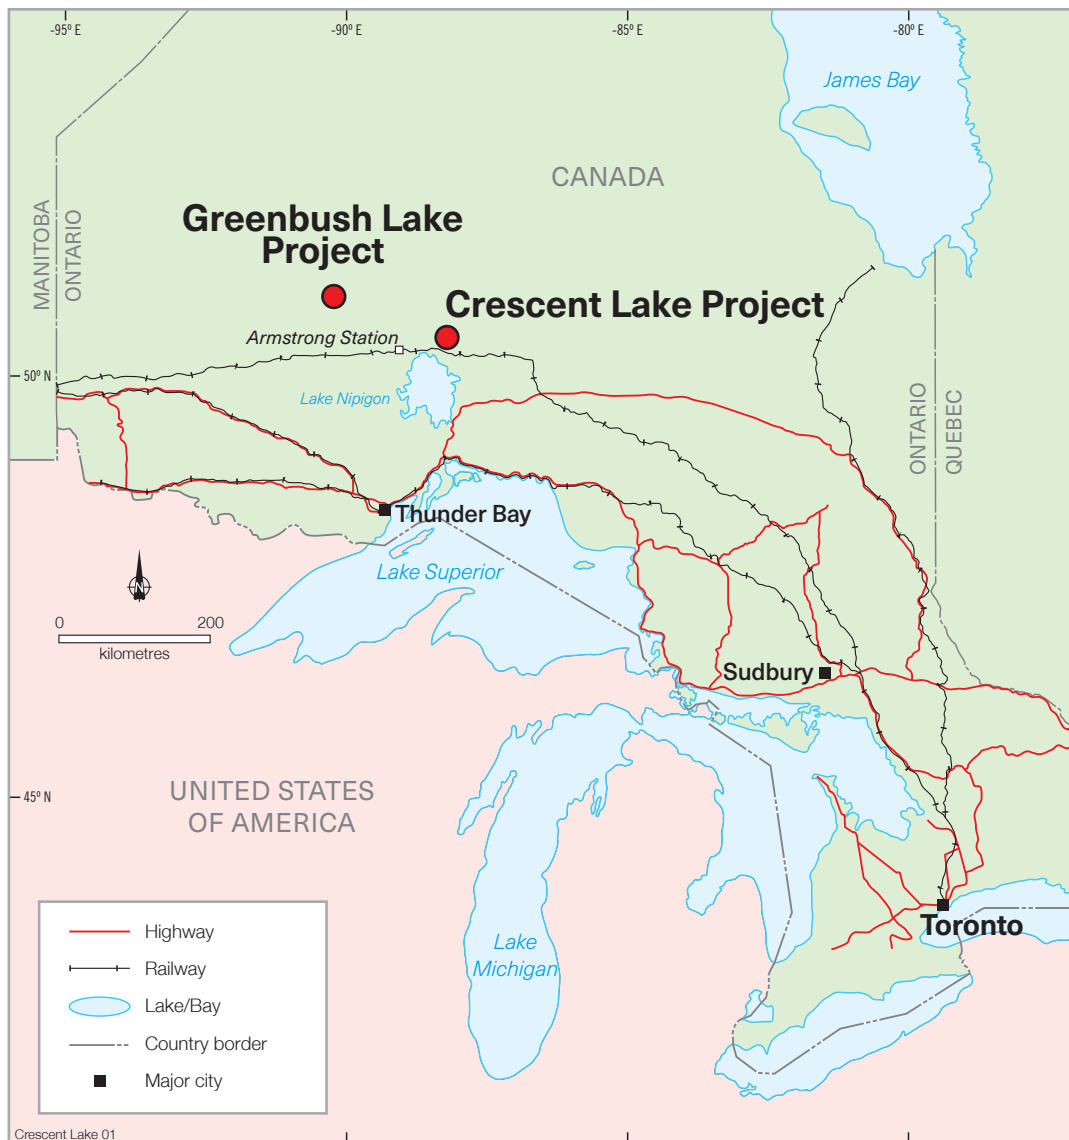 -95° E
-90° E
-85° E
-80° E
James Bay
CANADA
MANITOBA
ONTARIO
Greenbush Lake
Project
Crescent Lake Project
Armstrong Station
50° N
Lake Nipigon
ONTARIO
QUEBEC
Thunder Bay
Lake Superior
N
0
200
kilometres
Sudbury
UNITED STATES
OF AMERICA
45° N
Toronto
Lake
Michigan
Highway
Railway
Lake/Bay
Country border
Major city
Crescent Lake 01